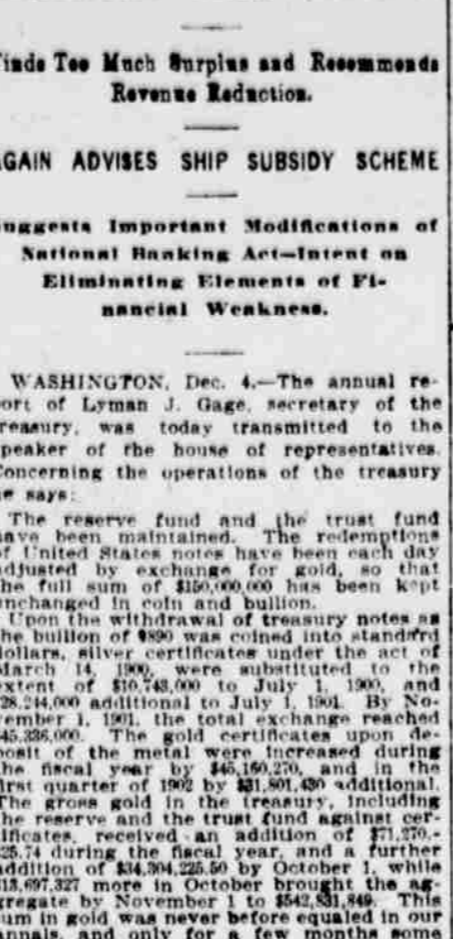 inds Too Much Surplus and Recommends
Revenue Reduction.
GAIN ADVISES SHIP SUBSIDY SCHEME
uggests Important Modifications of
National Banking Act—Intent on
Eliminating Elements of Fi-
nancial Weakness.
WASHINGTON, Dec. 4.—The annual re-
port of Lyman J. Gage, secretary of the
treasury, was today transmitted to the
speaker of the house of representatives.
Concerning the operations of the treasury
he says:
The reserve fund and the trust fund
have been maintained. The redemptions
of United States notes have been each day
adjusted by exchange for gold, so that
the full sum of $150,000,000 has been kept
unchanged in coin and bullion.
Upon the withdrawal of treasury notes as
the bullion of 1890 was coined into standard
dollars, silver certificates under the act of
March 14, 1900, were substituted to the
extent of $10,743,000 to July 1, 1900, and
28,244,000 additional to July 1, 1901. By No-
vember 1, 1901, the total exchange reached
45,336,000. The gold certificates upon de-
posit of the metal were increased during
the fiscal year by $45,160,270, and in the
first quarter of 1902 by $31,801,430 additional.
The gross gold in the treasury, including
the reserve and the trust fund against cer-
tificates, received an addition of $71,270,-
25.74 during the fiscal year, and a further
addition of $34,304,225.50 by October 1, while
13,697,327 more in October brought the ag-
gregate by November 1 to $542,831,849. This
sum in gold was never before equaled in our
annals, and only for a few months some